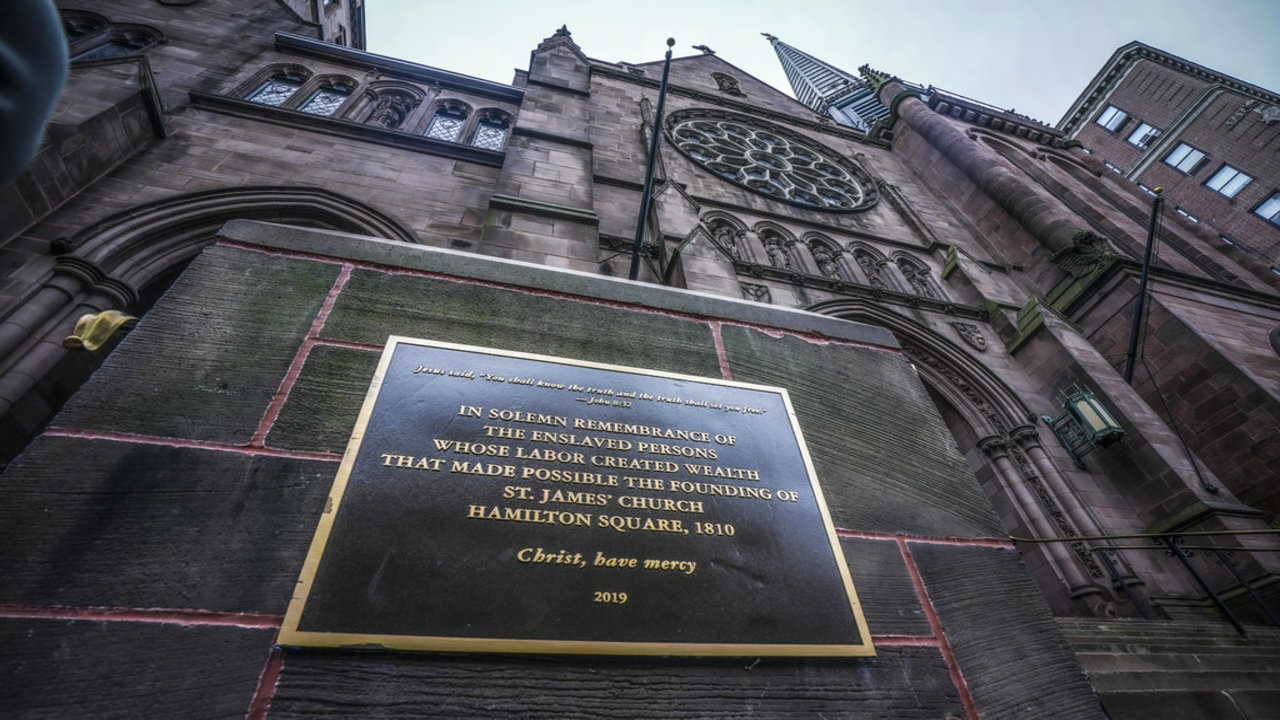 Jesus said, "You shall know the truth and the truth shall set you free."
— John 8:32
IN SOLEMN REMEMBRANCE OF
THE ENSLAVED PERSONS
WHOSE LABOR CREATED WEALTH
THAT MADE POSSIBLE THE FOUNDING OF
ST. JAMES' CHURCH
HAMILTON SQUARE, 1810
Christ, have mercy
2019